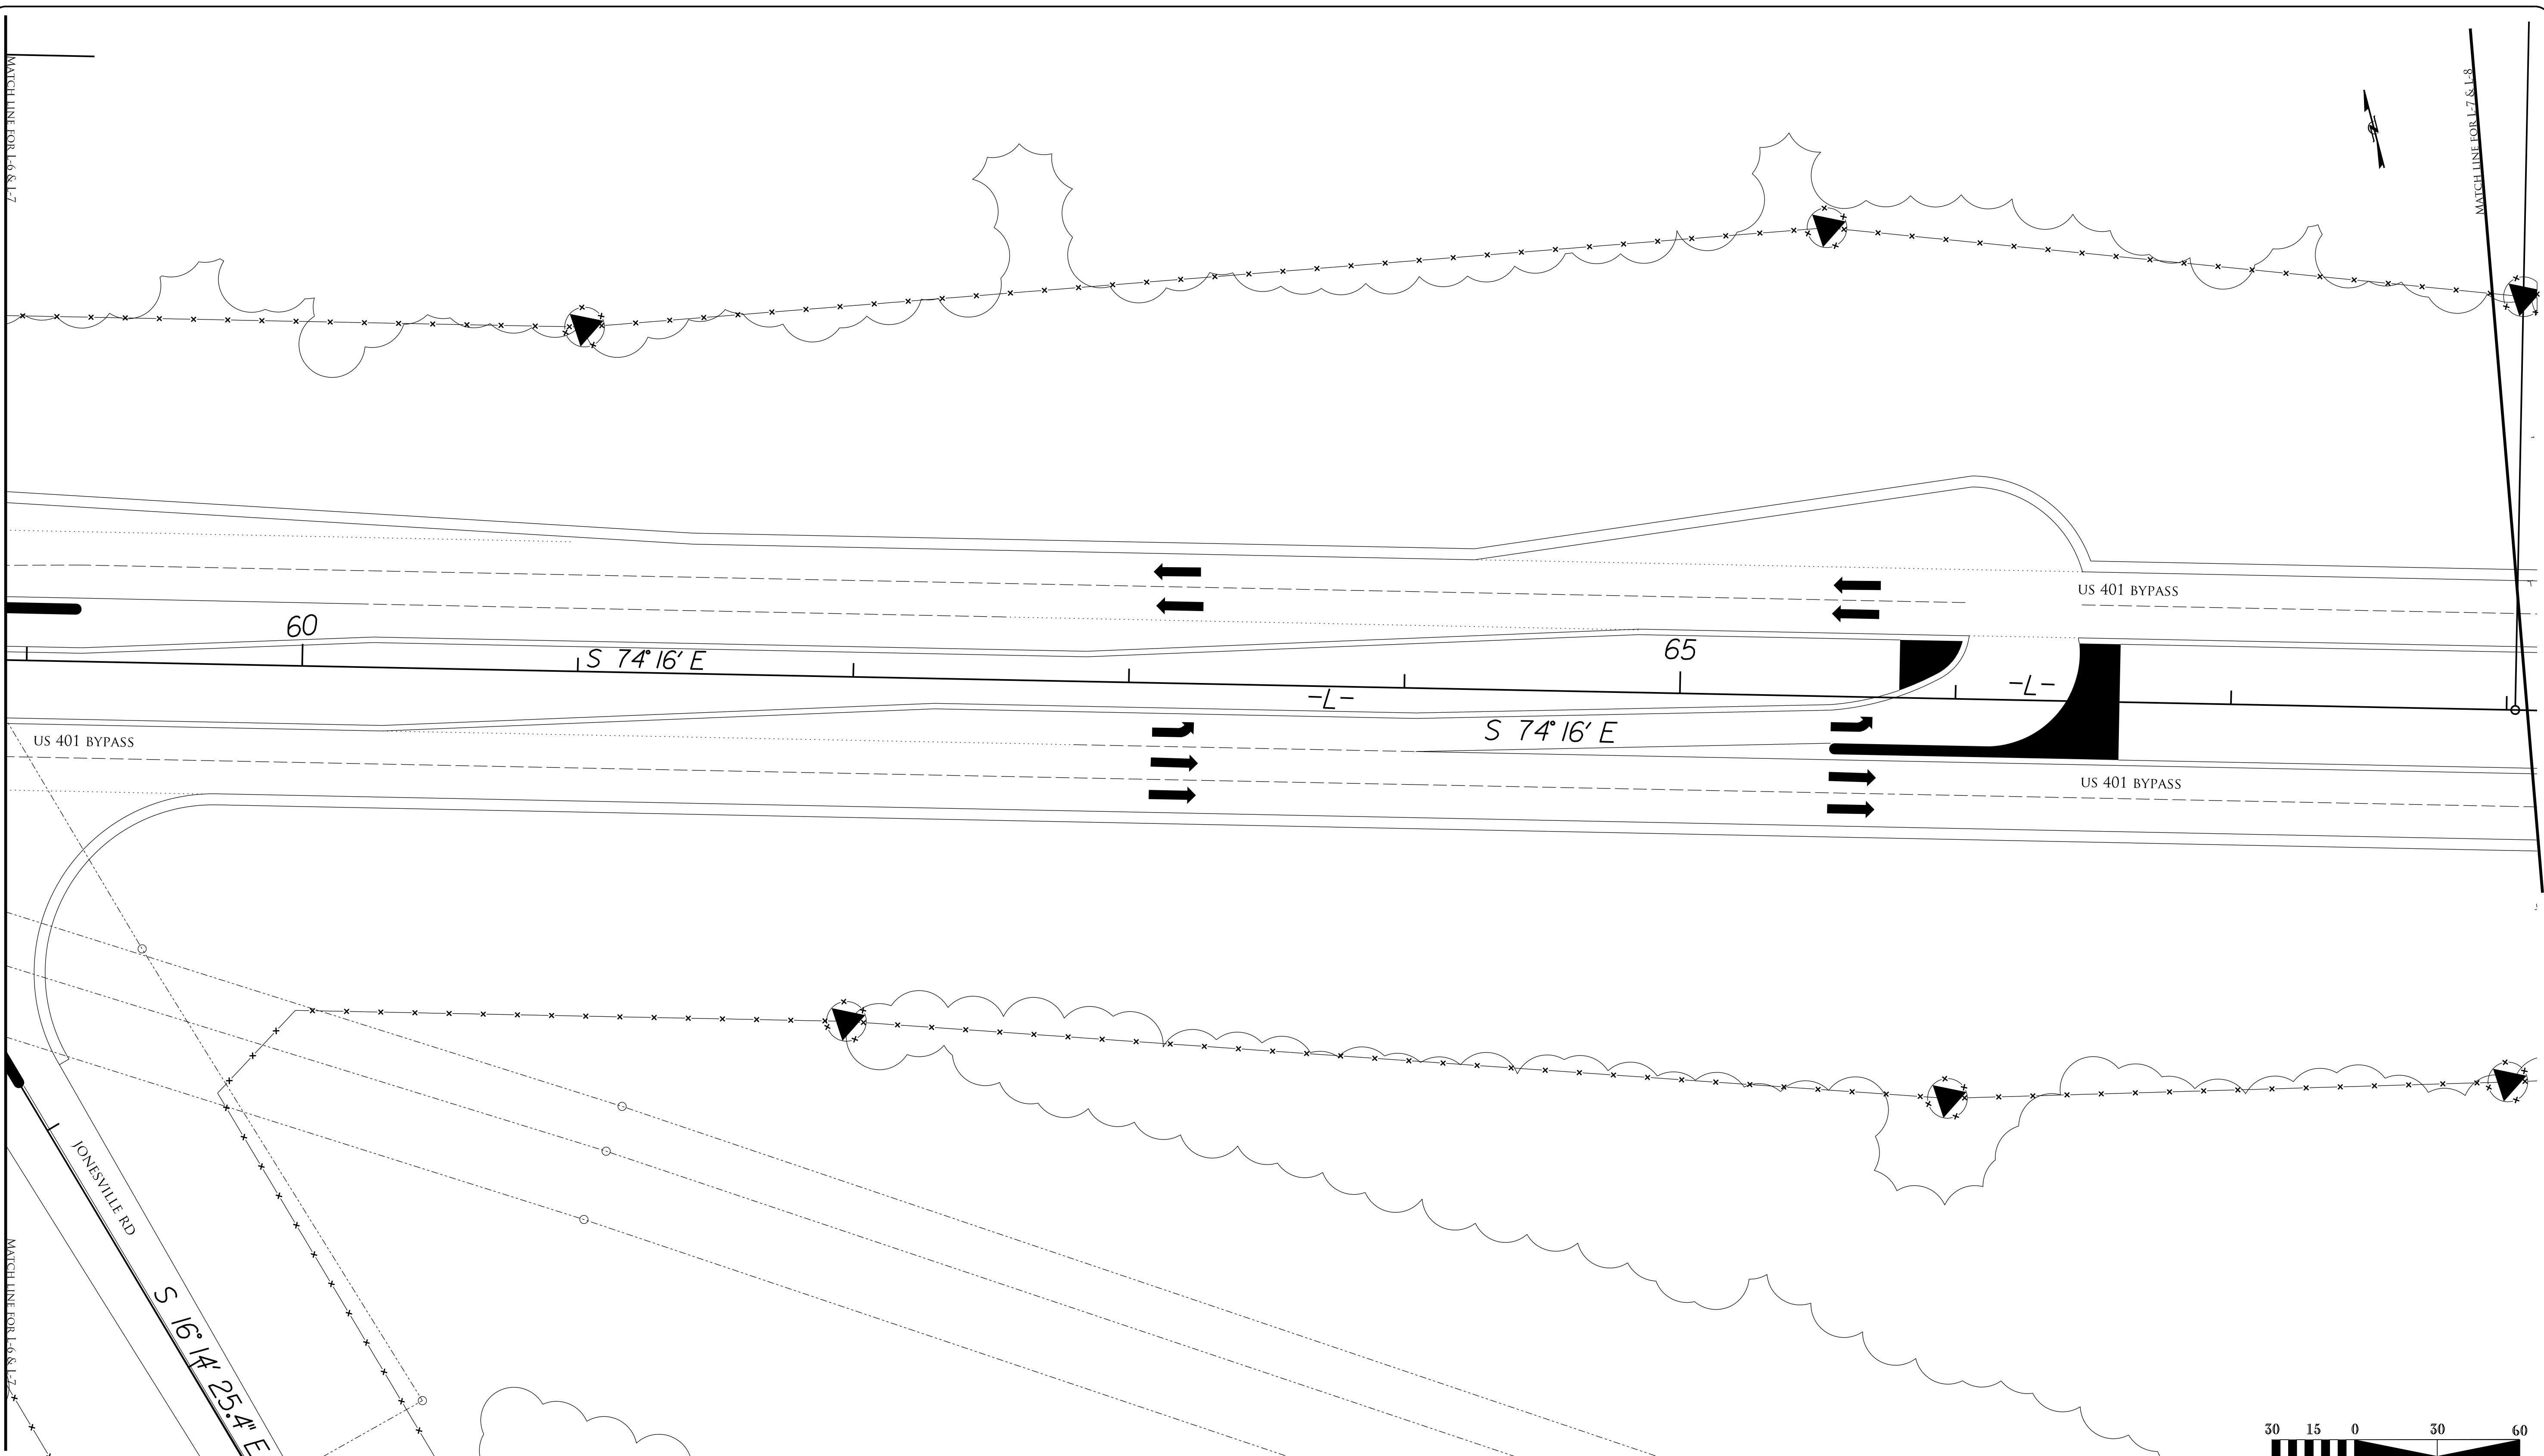 MATCH LINE FOR L-6 & L-7
MATCH LINE FOR L-7 & L-8
US 401 BYPASS
60
S 74° 16' E
65
-L-
-L-
S 74° 16' E
US 401 BYPASS
US 401 BYPASS
JONESVILLE RD
S 16° 14' 25.4" E
MATCH LINE FOR L-6 & L-7
30 15 0 30 60